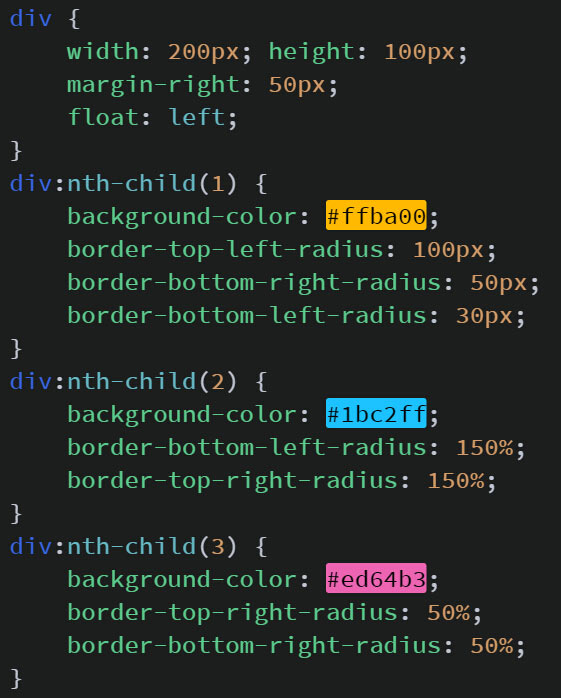 div {
    width: 200px; height: 100px;
    margin-right: 50px;
    float: left;
}
div:nth-child(1) {
    background-color: #ffba00;
    border-top-left-radius: 100px;
    border-bottom-right-radius: 50px;
    border-bottom-left-radius: 30px;
}
div:nth-child(2) {
    background-color: #1bc2ff;
    border-bottom-left-radius: 150%;
    border-top-right-radius: 150%;
}
div:nth-child(3) {
    background-color: #ed64b3;
    border-top-right-radius: 50%;
    border-bottom-right-radius: 50%;
}